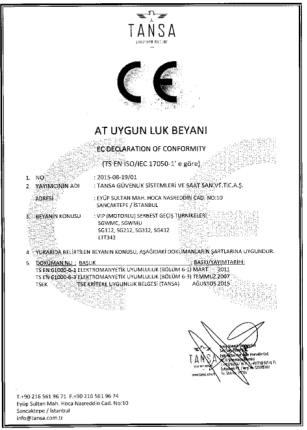 TANSA
CE
AT UYGUN LUK BEYANI
EC DECLARATION OF CONFORMITY
(TS EN ISO/IEC 17050-1' e göre)
1. NO : 2015-08-19/01
2. YAYIMCININ ADI : TANSA GÜVENLİK SİSTEMLERİ VE SAAT SAN.VE.TİC.A.Ş.
ADRESİ : EYÜP SULTAN MAH. HOCA NASREDDİN CAD. NO:10
SANCAKTEPE / İSTANBUL
3. BEYANIN KONUSU : VIP (MOTORLU) SERBEST GEÇİŞ TURNİKELERİ
SGWMC, SGWMU
SG112, SG212, SG312, SG412
LTT343
4. YUKARIDA BELİRTİLEN BEYANIN KONUSU, AŞAĞIDAKİ DOKÜMANLARIN ŞARTLARINA UYGUNDUR.
5. DOKÜMAN NU : BAŞLIK : BASKI/YAYIM TARİHİ:
TS EN 61000-6-1 ELEKTROMANYETİK UYUMLULUK (BÖLÜM 6-1) MART 2011
TS EN 61000-6-3 ELEKTROMANYETİK UYUMLULUK (BÖLÜM 6-3) TEMMUZ 2007
TSEK TSE KRİTERE UYGUNLUK BELGESİ (TANSA) AĞUSTOS 2015
TANSA
T.+90 216 561 96 71 F.+90 216 561 96 74
Eyüp Sultan Mah. Hoca Nasreddin Cad. No:10
Sancaktepe / İstanbul
info@tansa.com.tr